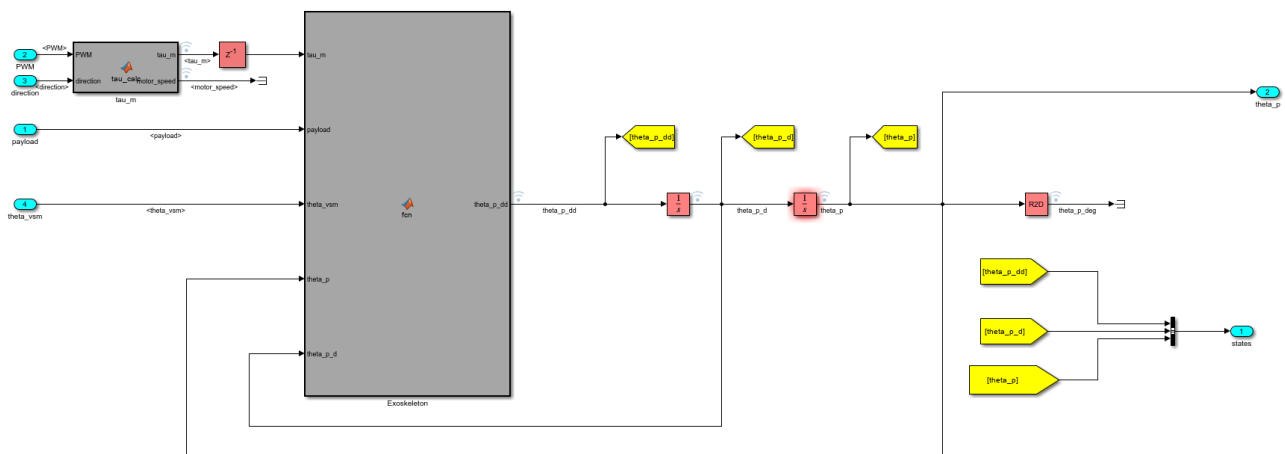 <PWM>
2
PWM
PWM
tau_m
tau_calc
<tau_m>
Z⁻¹
tau_m
3
direction
<direction>
direction
motor_speed
<motor_speed>
tau_m
1
payload
<payload>
payload
4
theta_vsm
<theta_vsm>
theta_vsm
fcn
theta_p_dd
theta_p
theta_p_d
Exoskeleton
theta_p_dd
[theta_p_dd]
1
s
theta_p_d
[theta_p_d]
1
s
theta_p
[theta_p]
2
theta_p
R2D
theta_p_deg
[theta_p_dd]
[theta_p_d]
[theta_p]
1
states